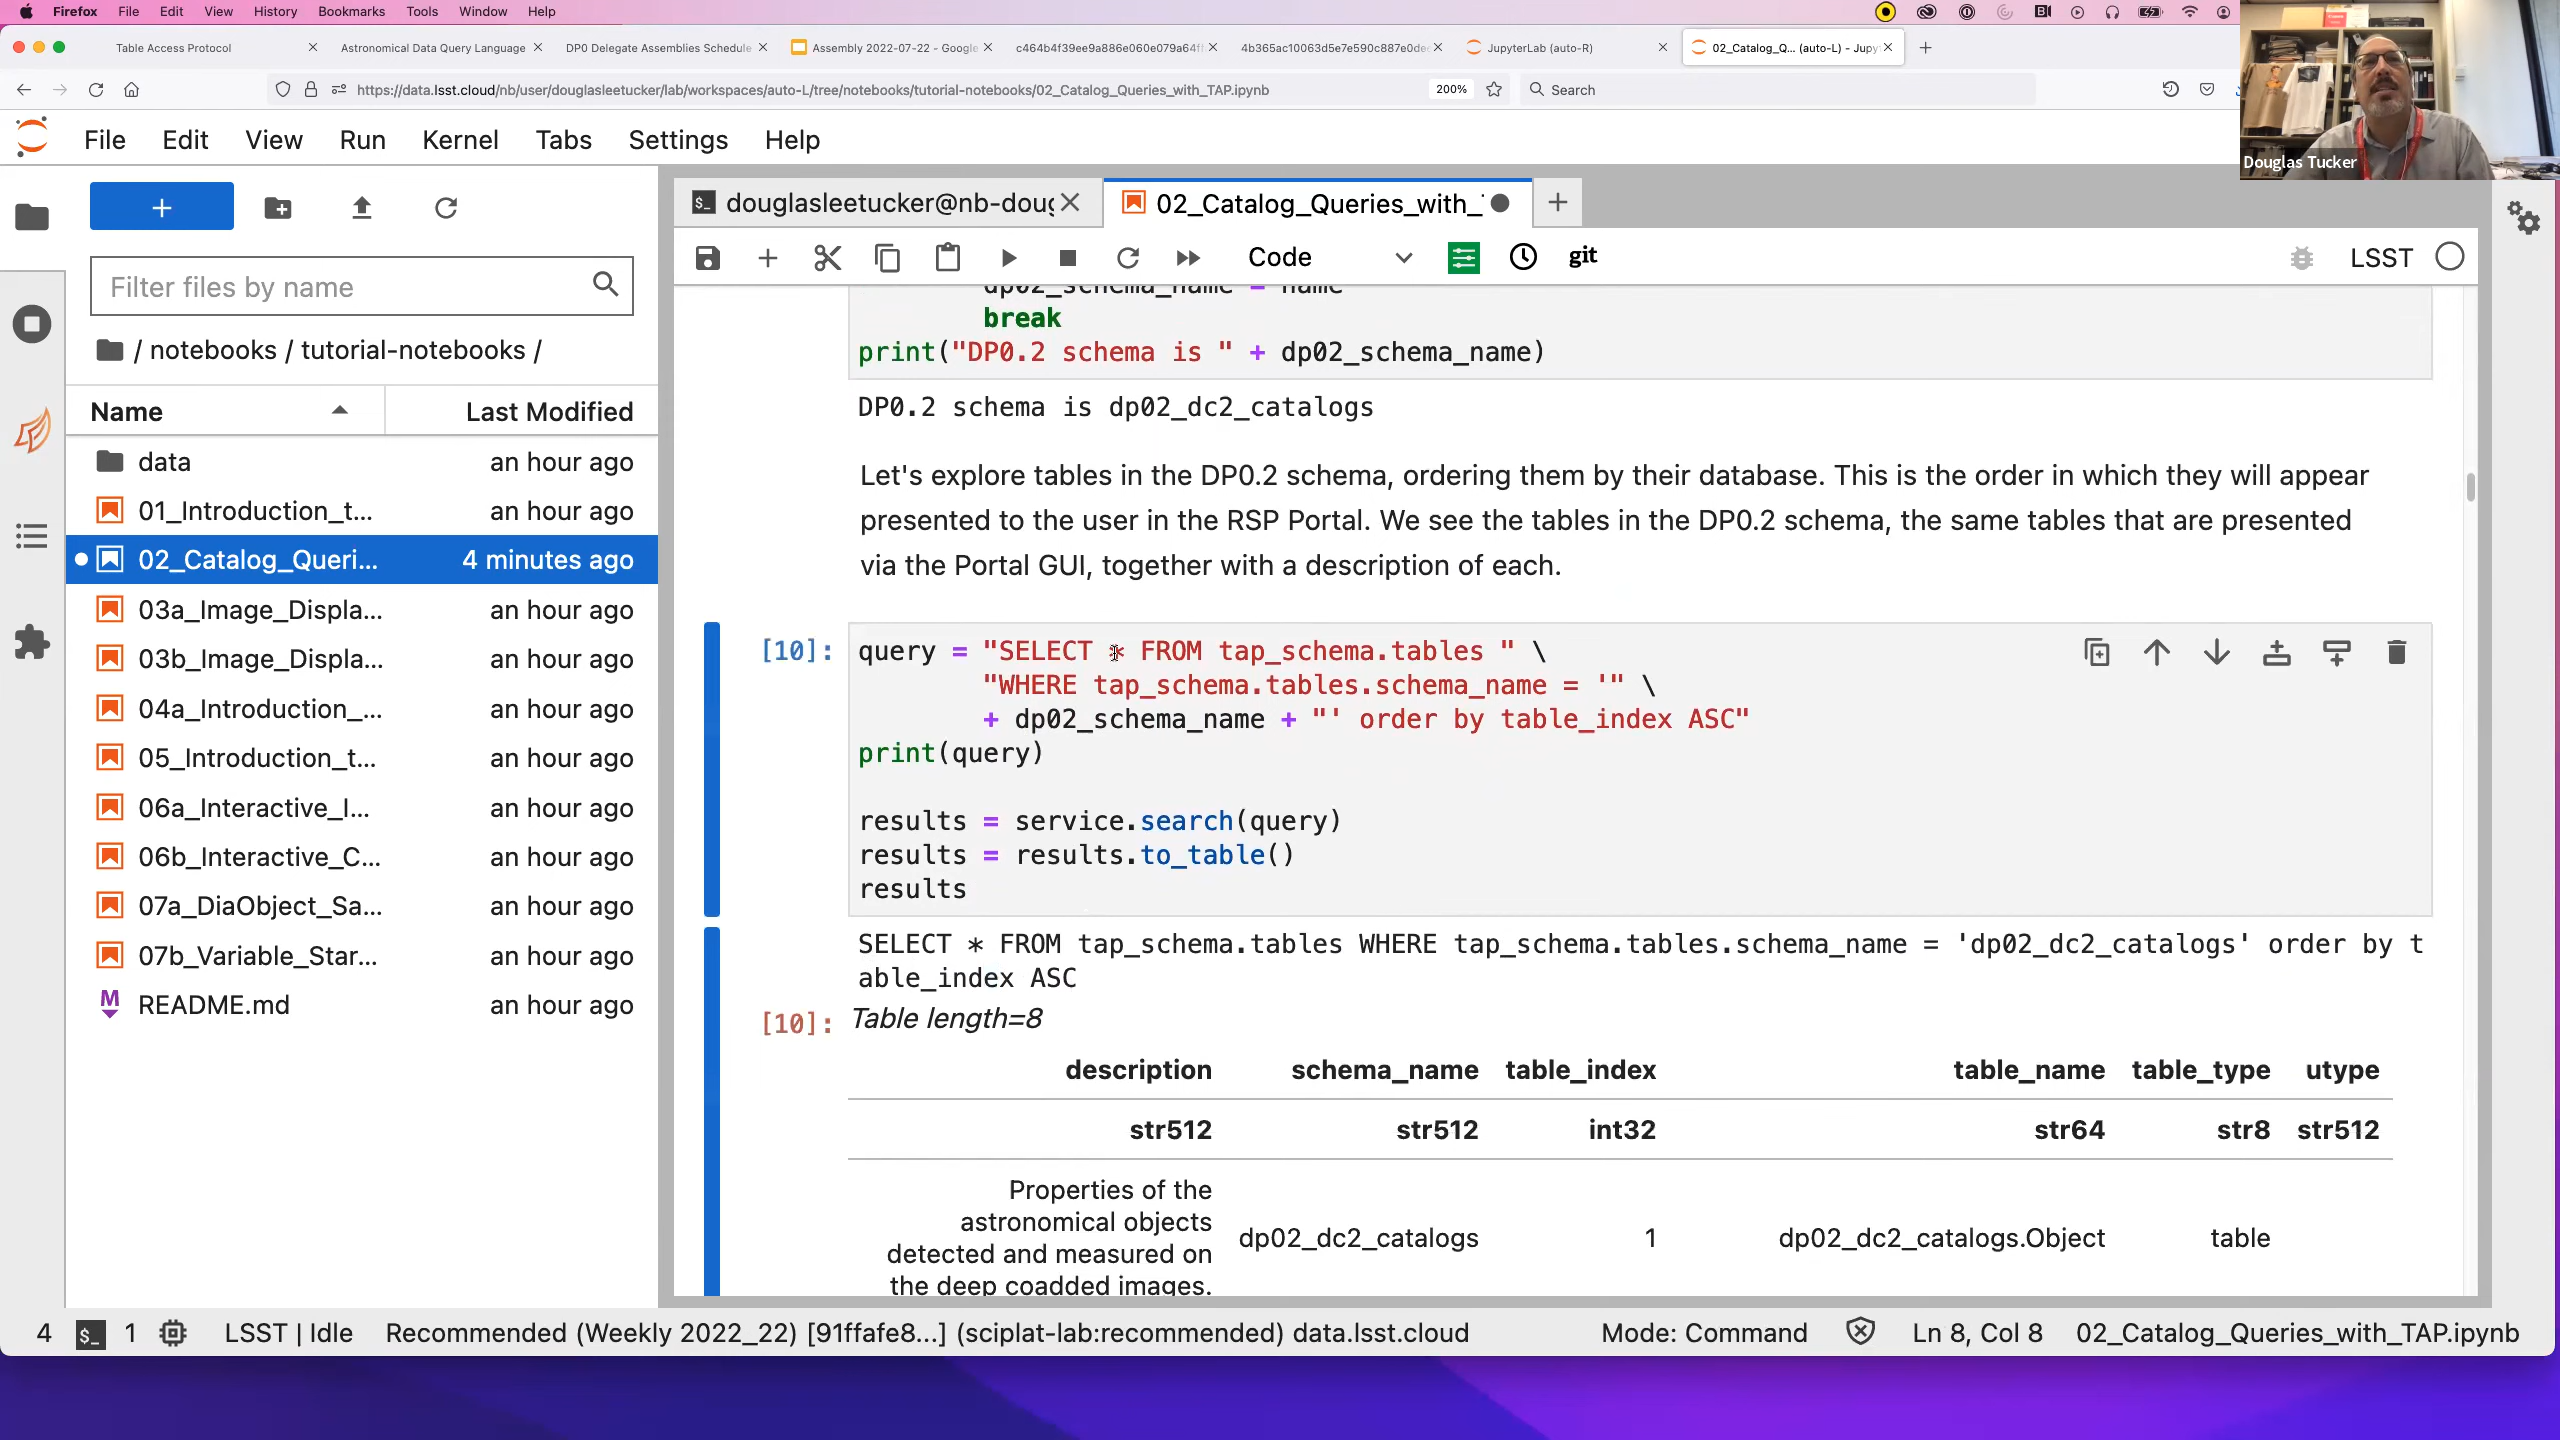 Firefox File Edit View History Bookmarks Tools Window Help
Table Access Protocol
Astronomical Data Query Language
DP0 Delegate Assemblies Schedule
Assembly 2022-07-22 - Google
c464b4f39ee9a886e060e079a64f
4b365ac10063d5e7e590c887e0de
JupyterLab (auto-R)
02_Catalog_Q... (auto-L) - Jupy
https://data.lsst.cloud/nb/user/douglasleetucker/lab/workspaces/auto-L/tree/notebooks/tutorial-notebooks/02_Catalog_Queries_with_TAP.ipynb
200%
Search
Douglas Tucker
File Edit View Run Kernel Tabs Settings Help
Filter files by name
/ notebooks / tutorial-notebooks /
Name Last Modified
data an hour ago
01_Introduction_t... an hour ago
02_Catalog_Queri... 4 minutes ago
03a_Image_Displa... an hour ago
03b_Image_Displa... an hour ago
04a_Introduction_... an hour ago
05_Introduction_t... an hour ago
06a_Interactive_I... an hour ago
06b_Interactive_C... an hour ago
07a_DiaObject_Sa... an hour ago
07b_Variable_Star... an hour ago
README.md an hour ago
douglasleetucker@nb-doug
02_Catalog_Queries_with_
Code
git
LSST
dp02_schema_name = name
break
print("DP0.2 schema is " + dp02_schema_name)
DP0.2 schema is dp02_dc2_catalogs
Let's explore tables in the DP0.2 schema, ordering them by their database. This is the order in which they will appear
presented to the user in the RSP Portal. We see the tables in the DP0.2 schema, the same tables that are presented
via the Portal GUI, together with a description of each.
[10]: query = "SELECT * FROM tap_schema.tables " \
"WHERE tap_schema.tables.schema_name = '" \
+ dp02_schema_name + "' order by table_index ASC"
print(query)
results = service.search(query)
results = results.to_table()
results
SELECT * FROM tap_schema.tables WHERE tap_schema.tables.schema_name = 'dp02_dc2_catalogs' order by t
able_index ASC
[10]: Table length=8
description schema_name table_index table_name table_type utype
str512 str512 int32 str64 str8 str512
Properties of the
astronomical objects
detected and measured on
the deep coadded images.
dp02_dc2_catalogs 1 dp02_dc2_catalogs.Object table
4 $_ 1 LSST | Idle Recommended (Weekly 2022_22) [91ffafe8...] (sciplat-lab:recommended) data.lsst.cloud Mode: Command Ln 8, Col 8 02_Catalog_Queries_with_TAP.ipynb